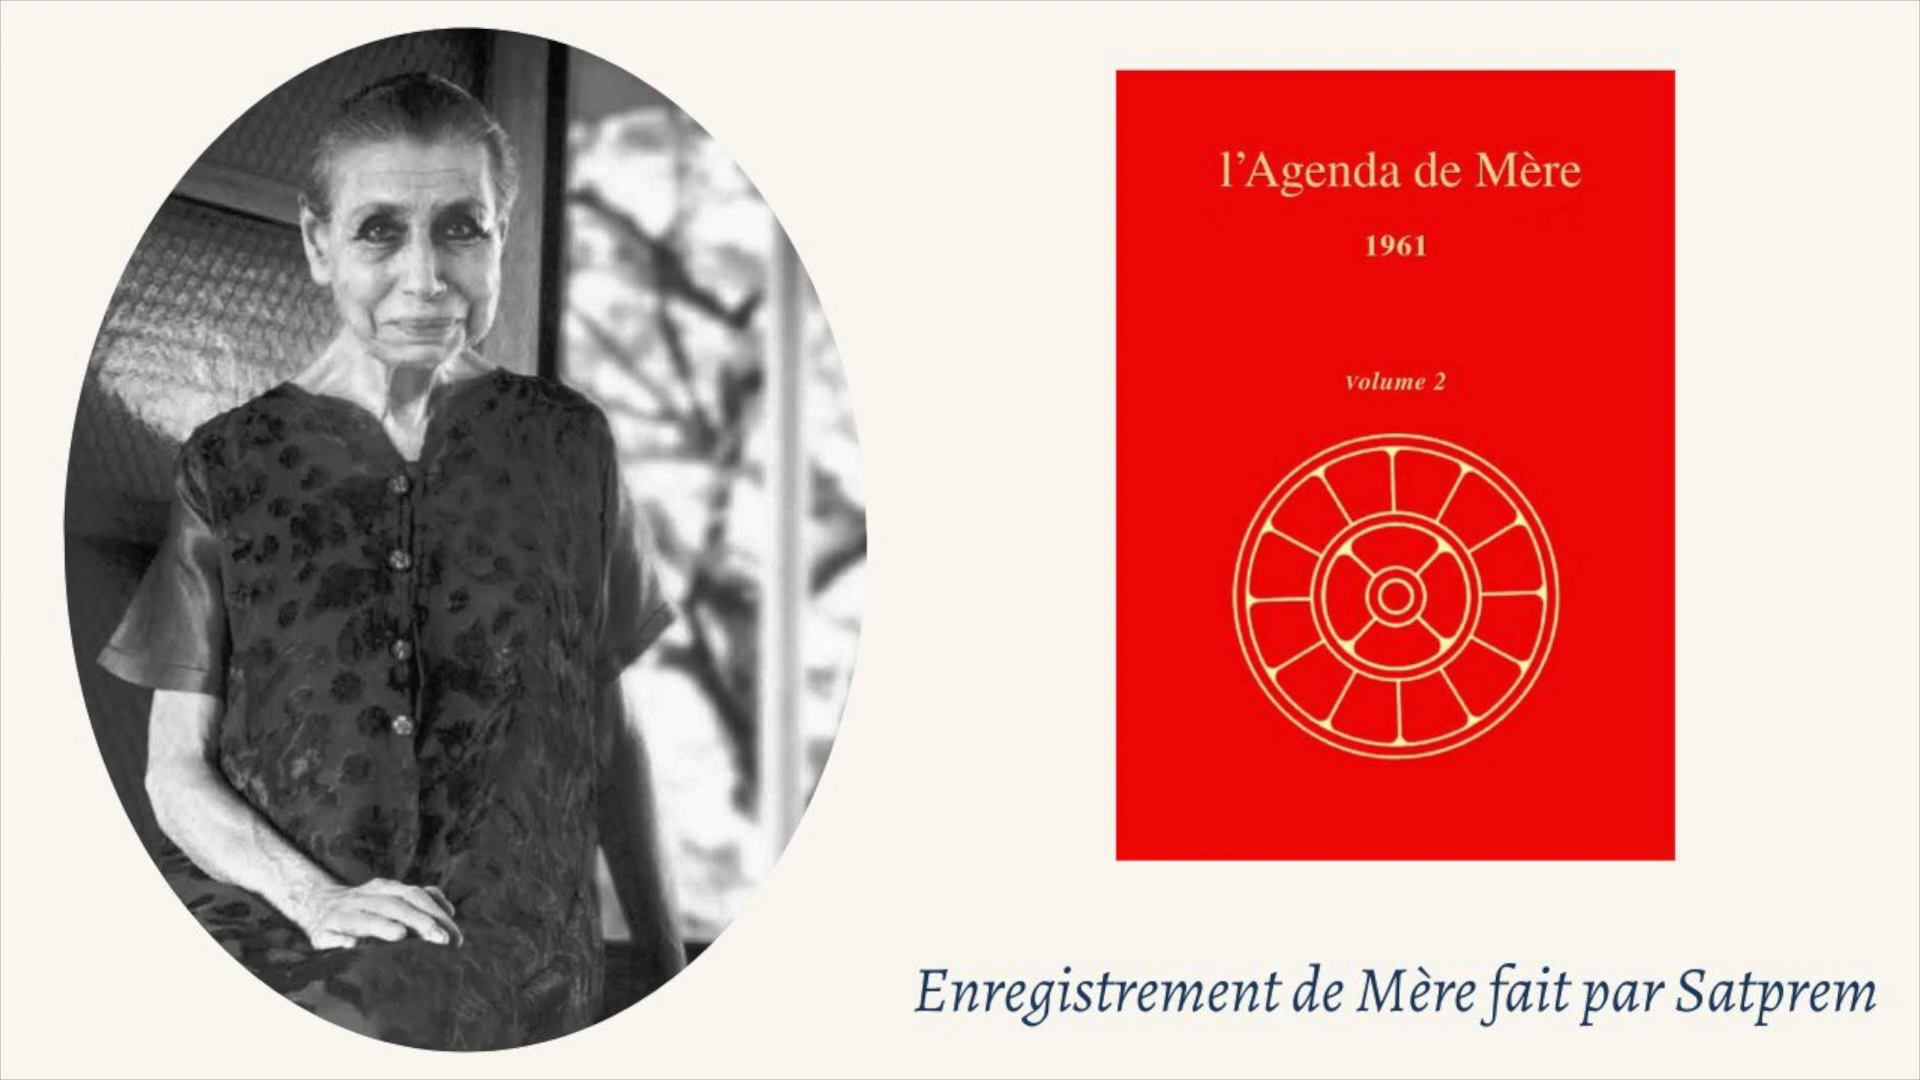 l’Agenda de Mère
1961
volume 2
Enregistrement de Mère fait par Satprem